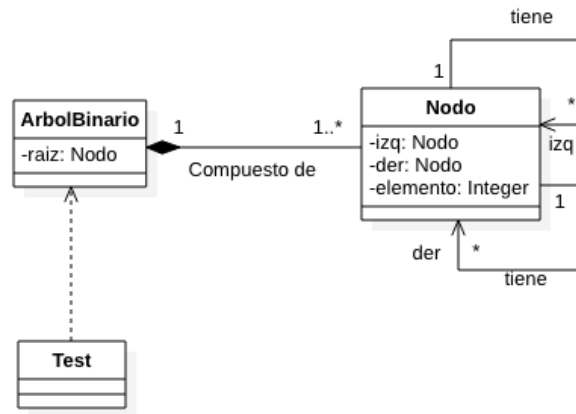 tiene
1
ArbolBinario
-raiz: Nodo
1
1..*
Compuesto de
Nodo
-izq: Nodo
-der: Nodo
-elemento: Integer
*
izq
1
der
*
tiene
Test